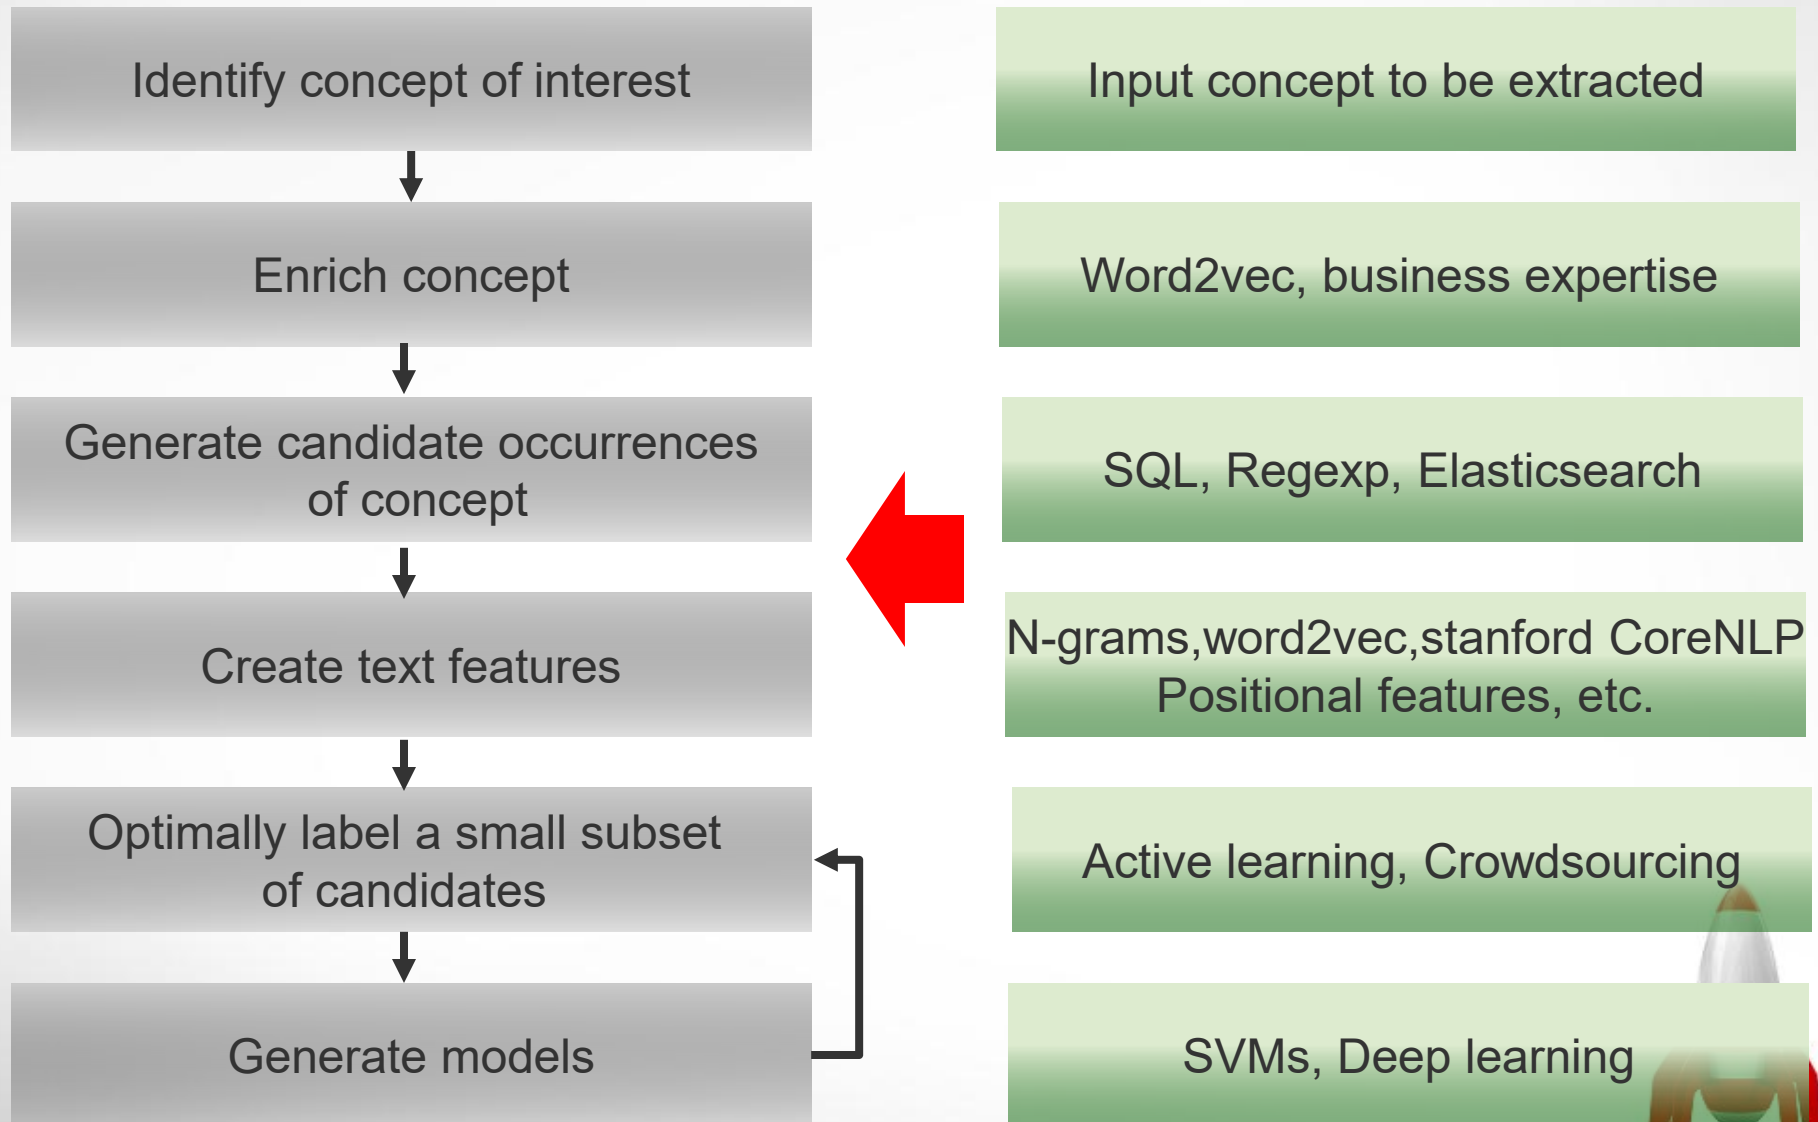 Identify concept of interest
Input concept to be extracted
Enrich concept
Word2vec, business expertise
Generate candidate occurrences
of concept
SQL, Regexp, Elasticsearch
Create text features
N-grams,word2vec,stanford CoreNLP
Positional features, etc.
Optimally label a small subset
of candidates
Active learning, Crowdsourcing
Generate models
SVMs, Deep learning